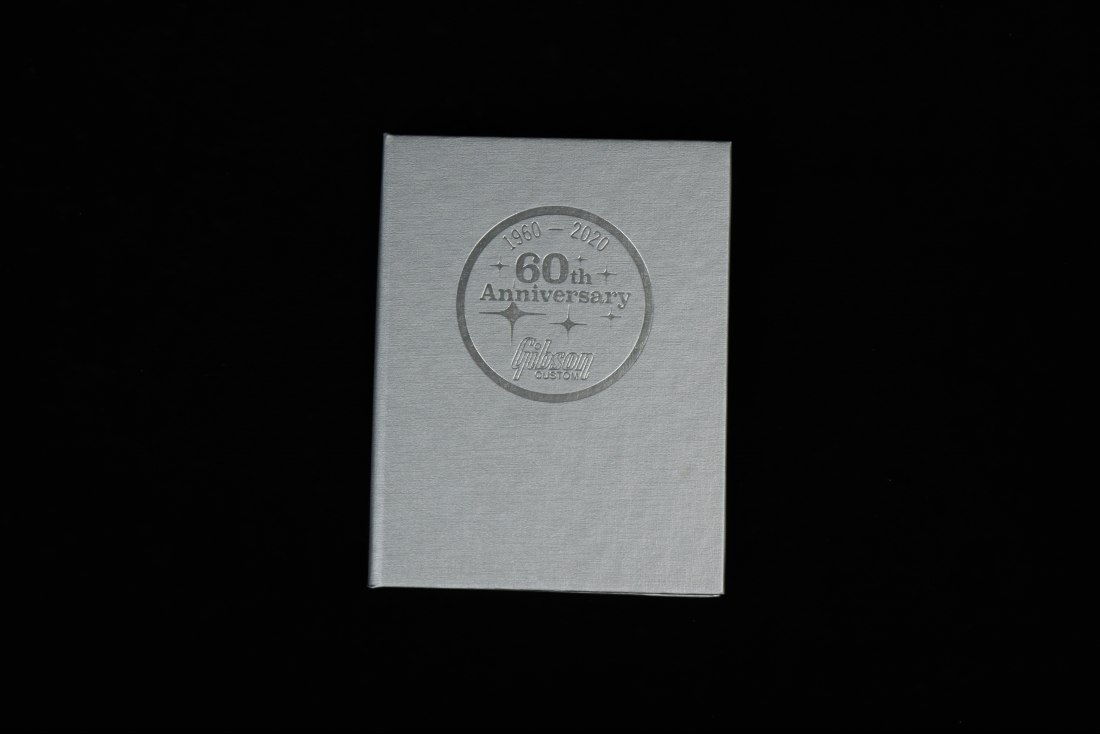 1960 — 2020
60th
Anniversary
Gibson
CUSTOM